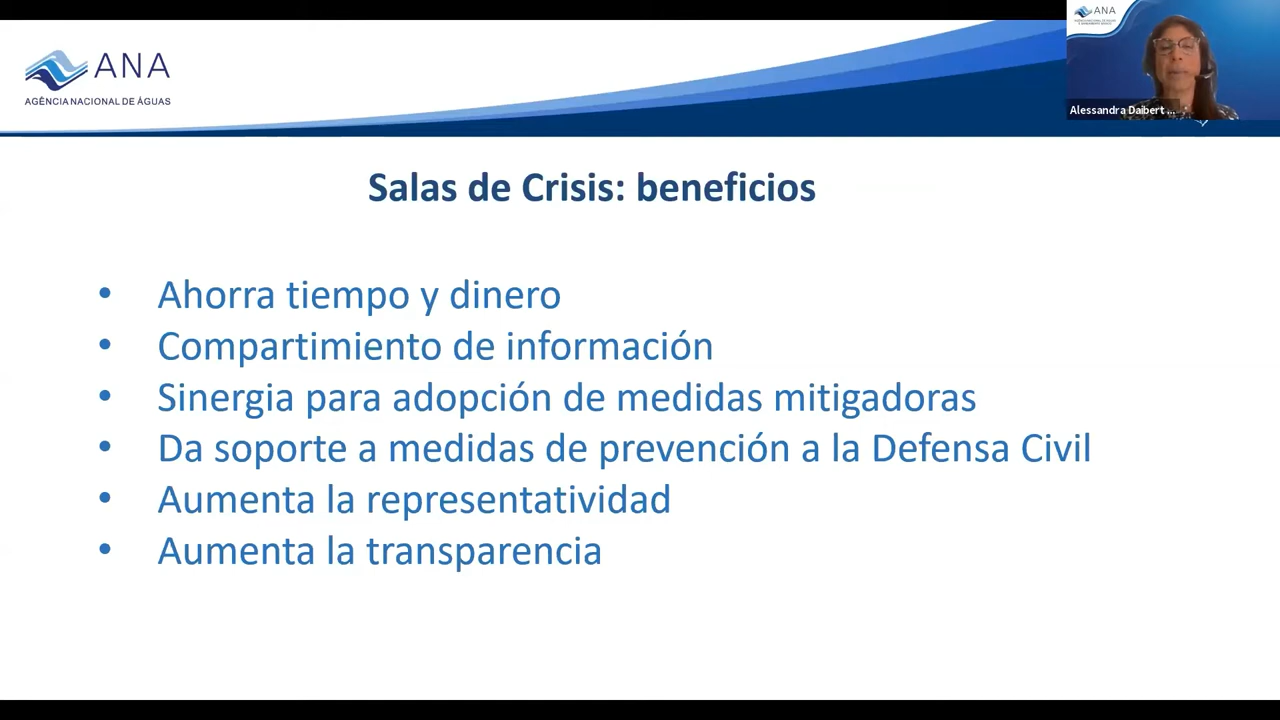 ANA
AGÊNCIA NACIONAL DE ÁGUAS
ANA
Alessandra Daibert ...
Salas de Crisis: beneficios
• Ahorra tiempo y dinero
• Compartimiento de información
• Sinergia para adopción de medidas mitigadoras
• Da soporte a medidas de prevención a la Defensa Civil
• Aumenta la representatividad
• Aumenta la transparencia